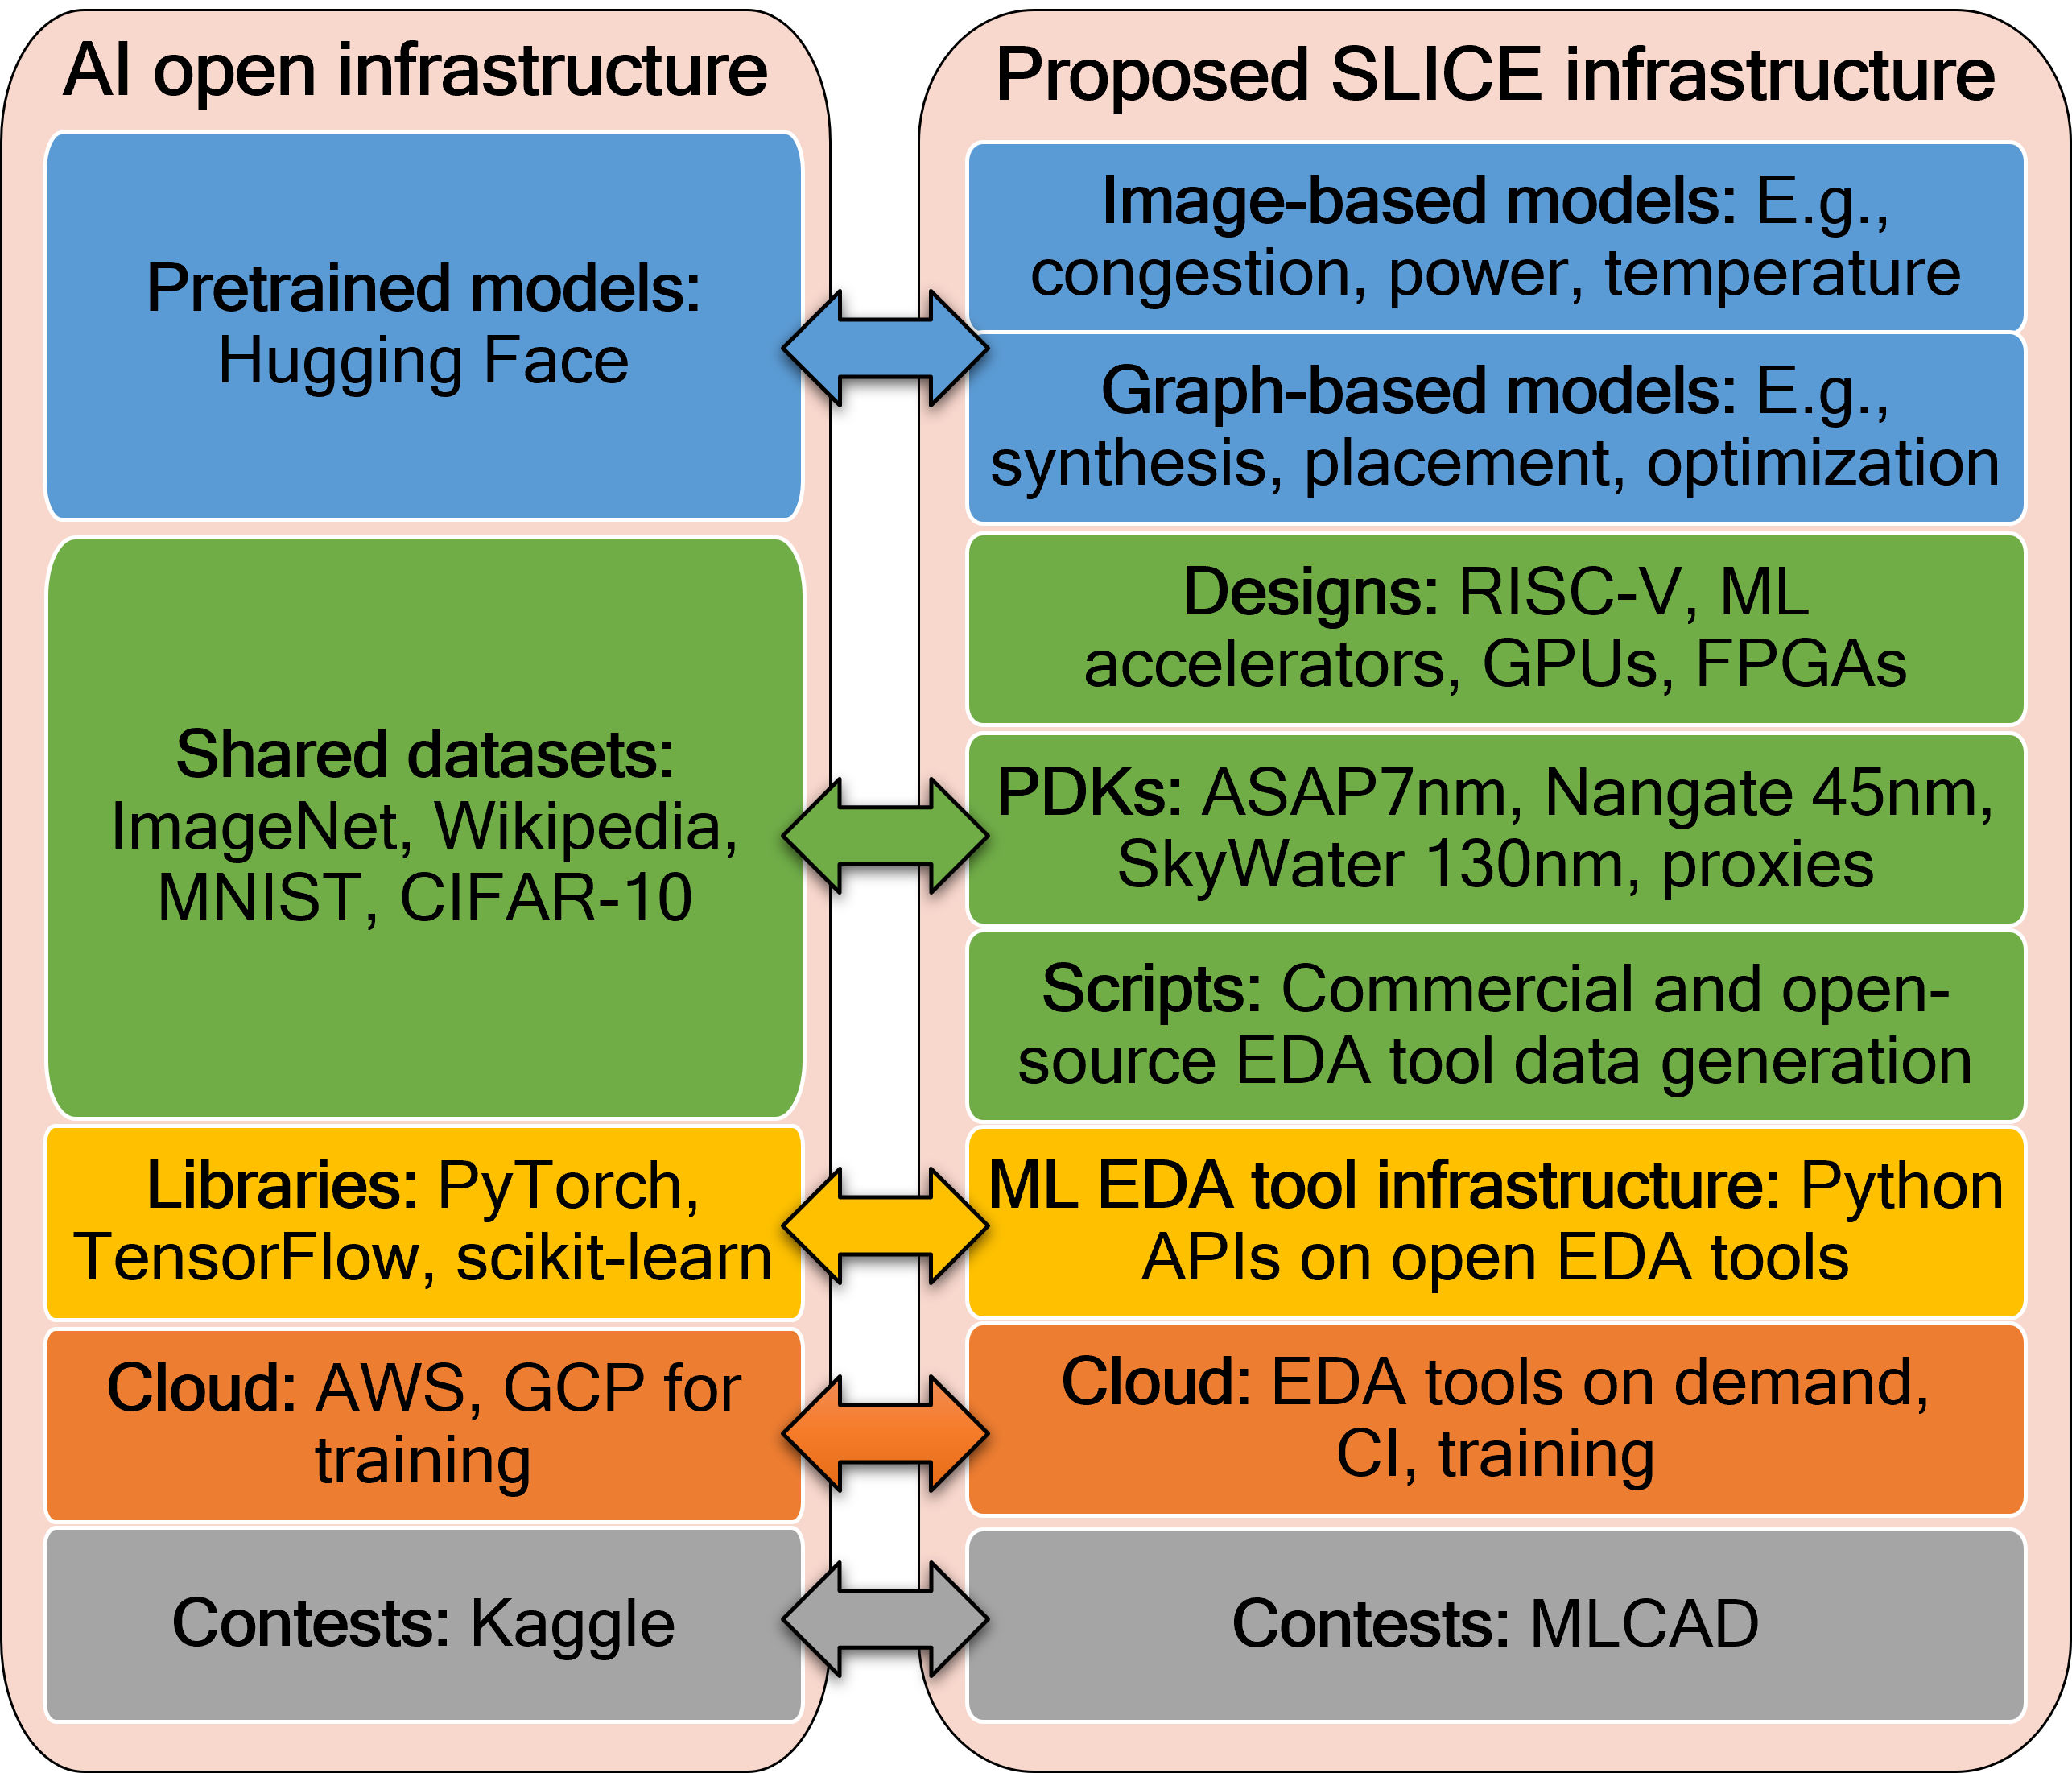 AI open infrastructure
Pretrained models:
Hugging Face
Shared datasets:
ImageNet, Wikipedia,
MNIST, CIFAR-10
Libraries: PyTorch,
TensorFlow, scikit-learn
Cloud: AWS, GCP for
training
Contests: Kaggle
Proposed SLICE infrastructure
Image-based models: E.g.,
congestion, power, temperature
Graph-based models: E.g.,
synthesis, placement, optimization
Designs: RISC-V, ML
accelerators, GPUs, FPGAs
PDKs: ASAP7nm, Nangate 45nm,
SkyWater 130nm, proxies
Scripts: Commercial and open-
source EDA tool data generation
ML EDA tool infrastructure: Python
APIs on open EDA tools
Cloud: EDA tools on demand,
CI, training
Contests: MLCAD